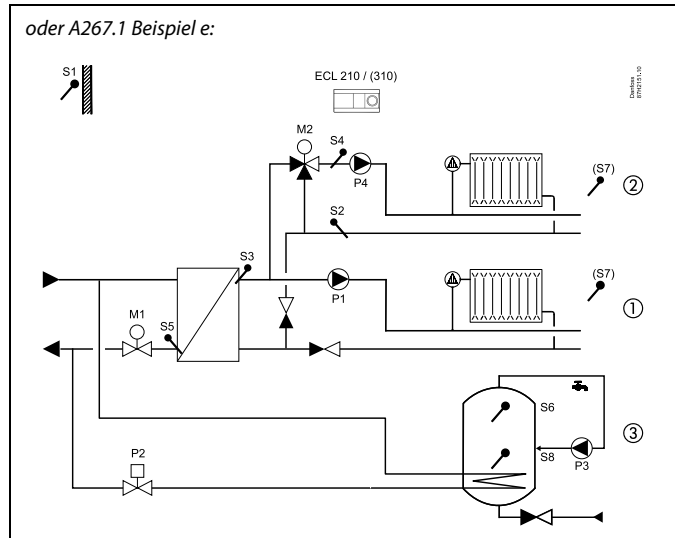 oder A267.1 Beispiel e:
S1
ECL 210 / (310)
Danfoss
87H2151.10
M2
S4
P4
(S7)
②
S2
S3
P1
(S7)
①
M1
S5
S6
③
S8
P3
P2